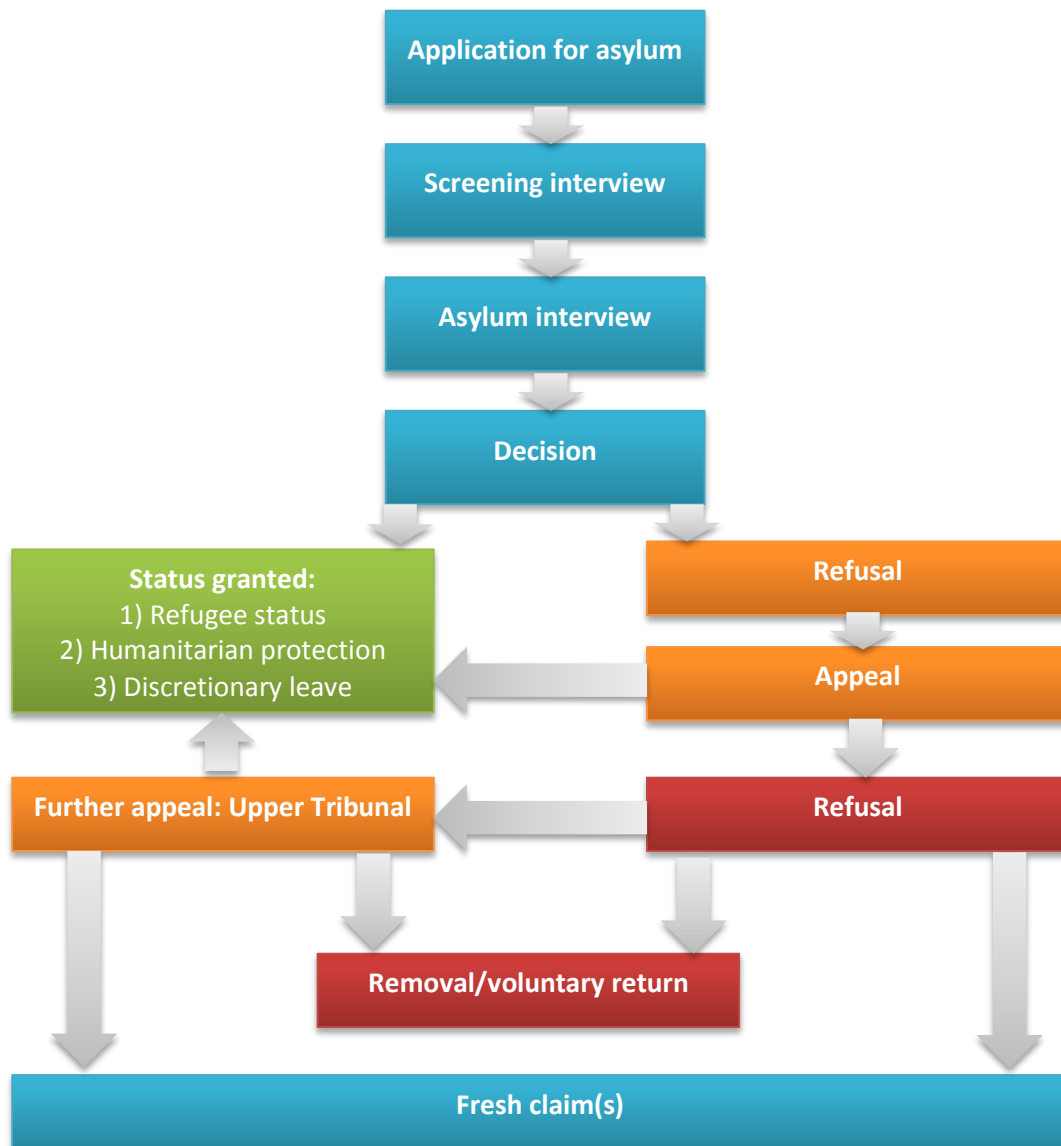 Application for asylum
Screening interview
Asylum interview
Decision
Status granted:
1) Refugee status
2) Humanitarian protection
3) Discretionary leave
Refusal
Appeal
Further appeal: Upper Tribunal
Refusal
Removal/voluntary return
Fresh claim(s)